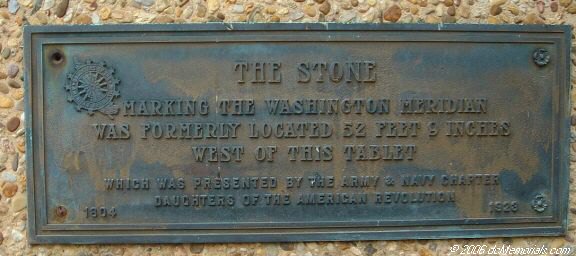 THE STONE
MARKING THE WASHINGTON MERIDIAN
WAS FORMERLY LOCATED 52 FEET 9 INCHES
WEST OF THIS TABLET
WHICH WAS PRESENTED BY THE ARMY & NAVY CHAPTER
DAUGHTERS OF THE AMERICAN REVOLUTION
1804 1923
© 2006 dcMemorials.com